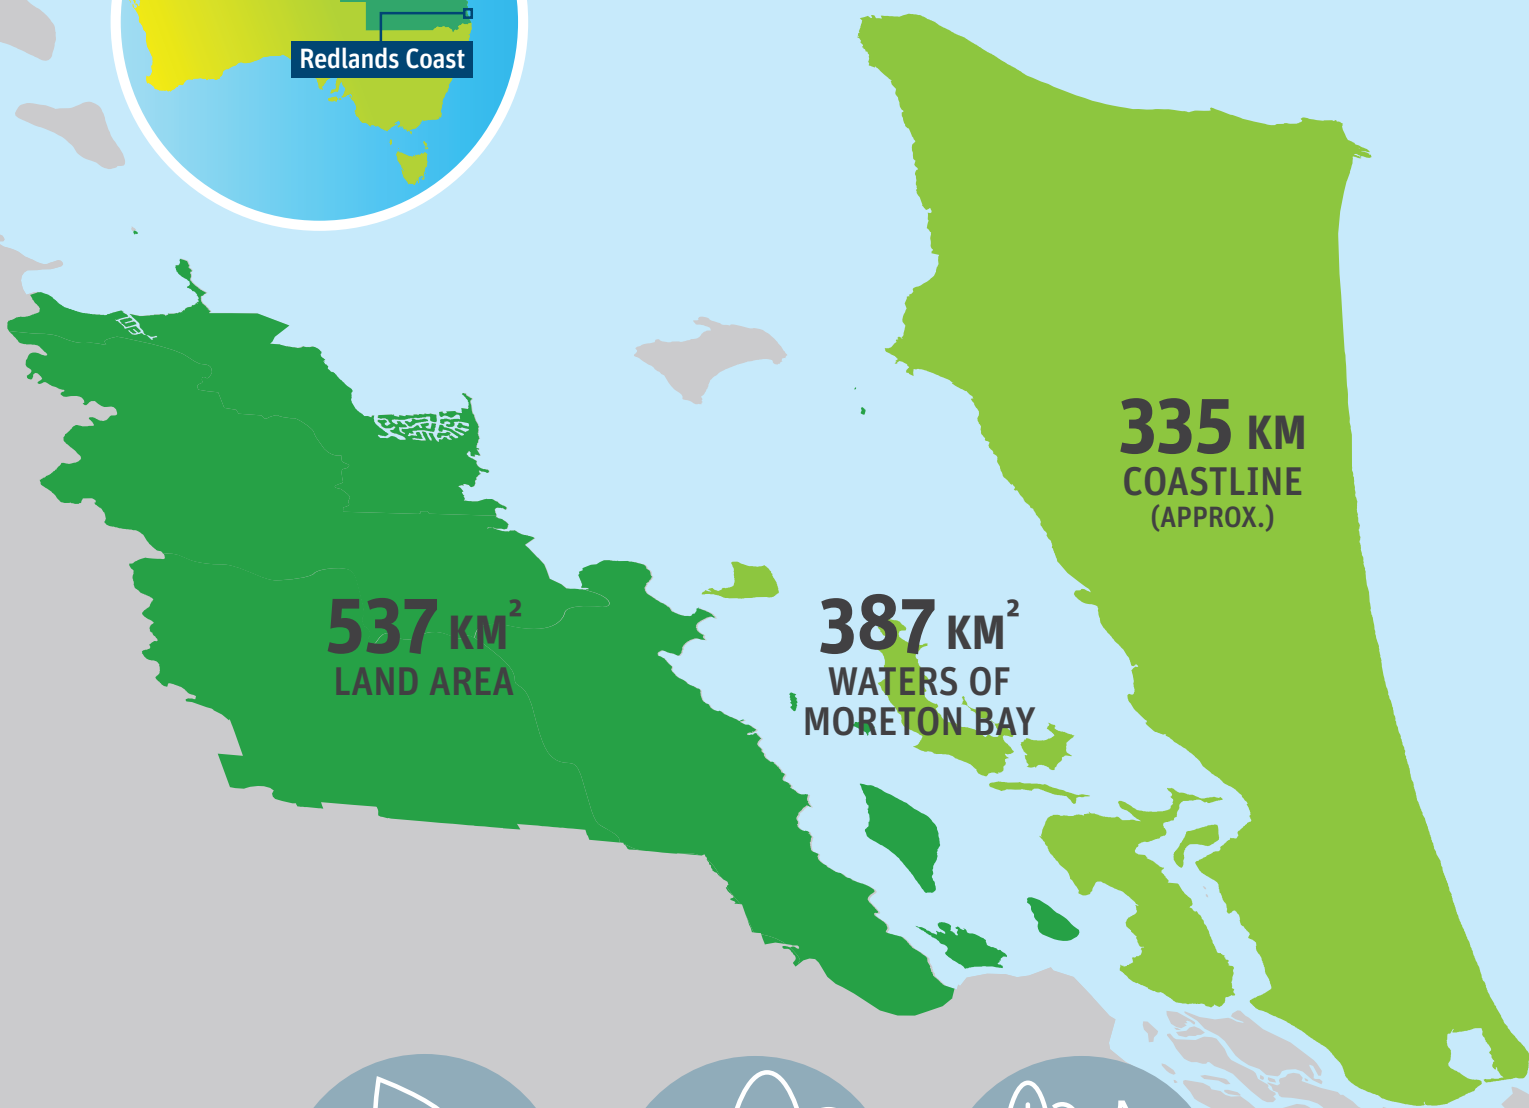 Redlands Coast
335 KM
COASTLINE
(APPROX.)
537 KM²
LAND AREA
387 KM²
WATERS OF
MORETON BAY